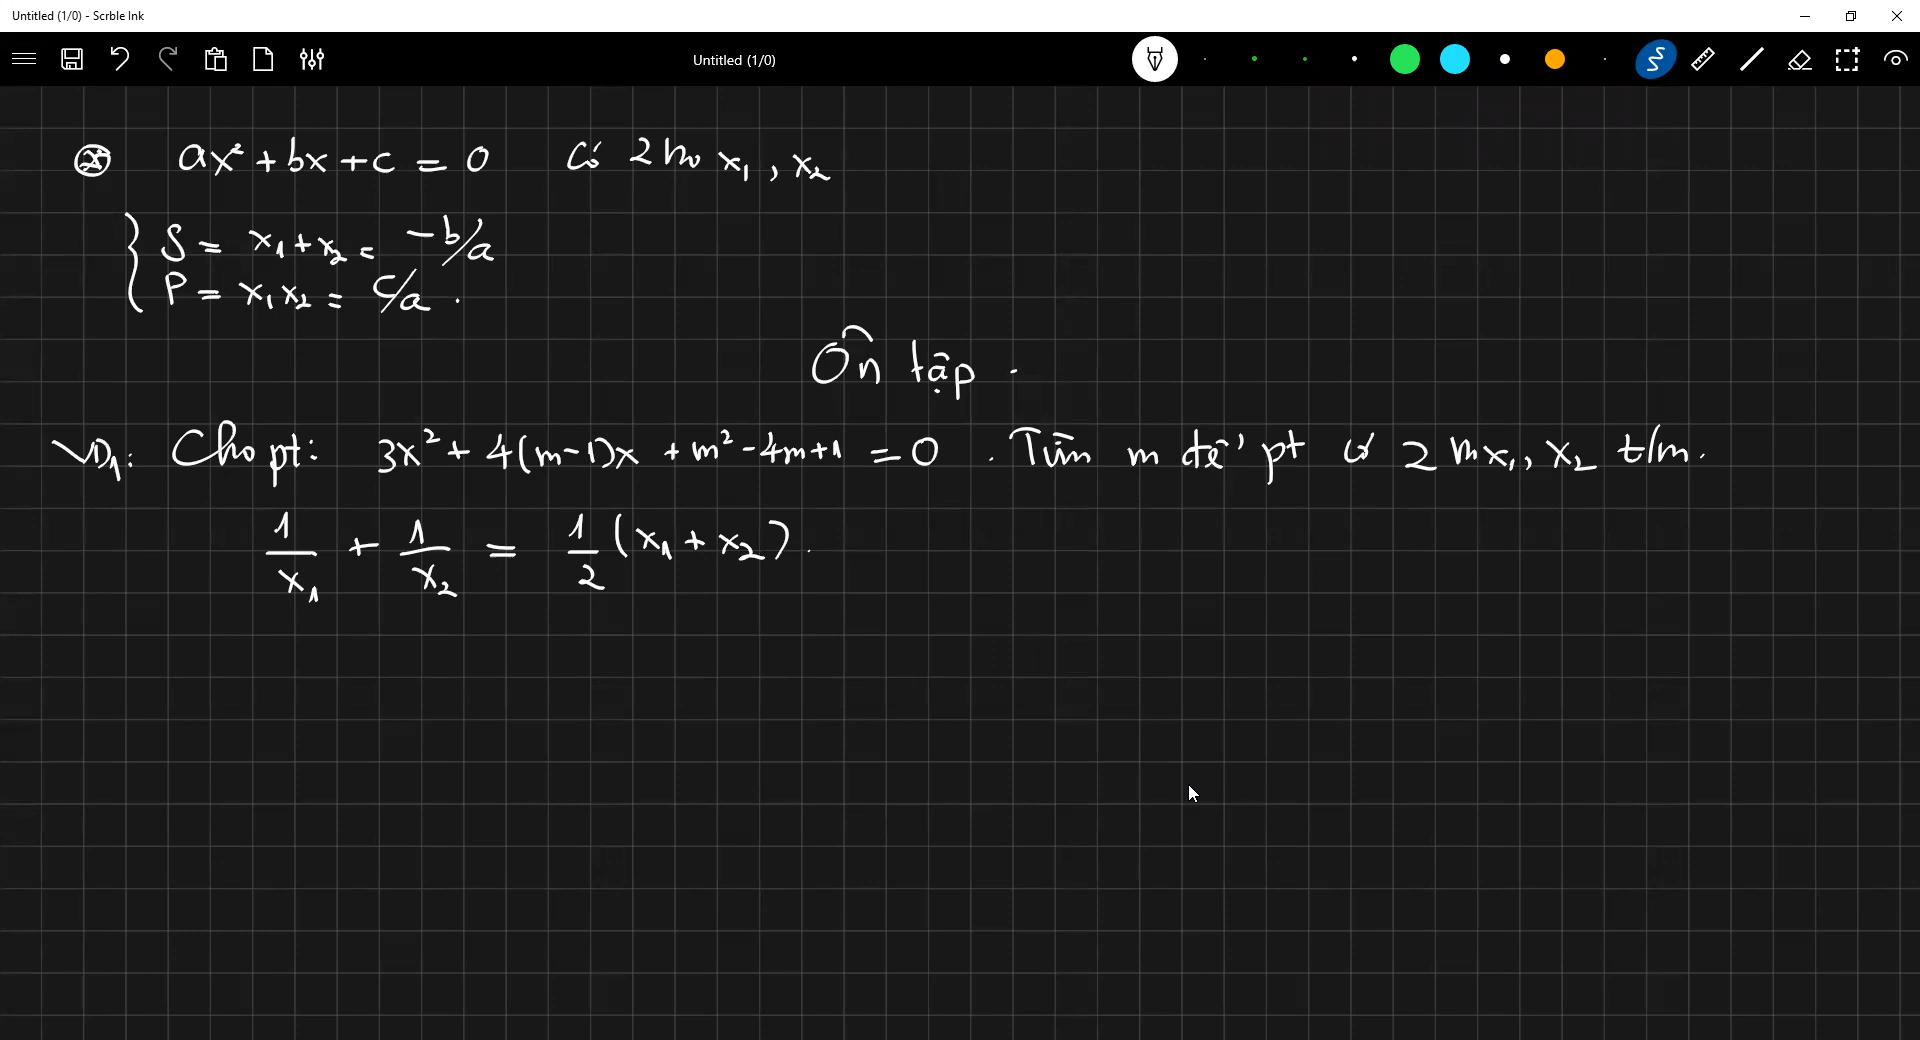 Untitled (1/0) - Scrble Ink
Untitled (1/0)
⊗ ax² + bx + c = 0 có 2 no x₁, x₂
{ S = x₁ + x₂ = -b/a
P = x₁x₂ = c/a.
Ôn tập.
VD₁: Cho pt: 3x² + 4(m-1)x + m² - 4m + 1 = 0. Tìm m để pt có 2 no x₁, x₂ t/m.
1/x₁ + 1/x₂ = 1/2 (x₁ + x₂).